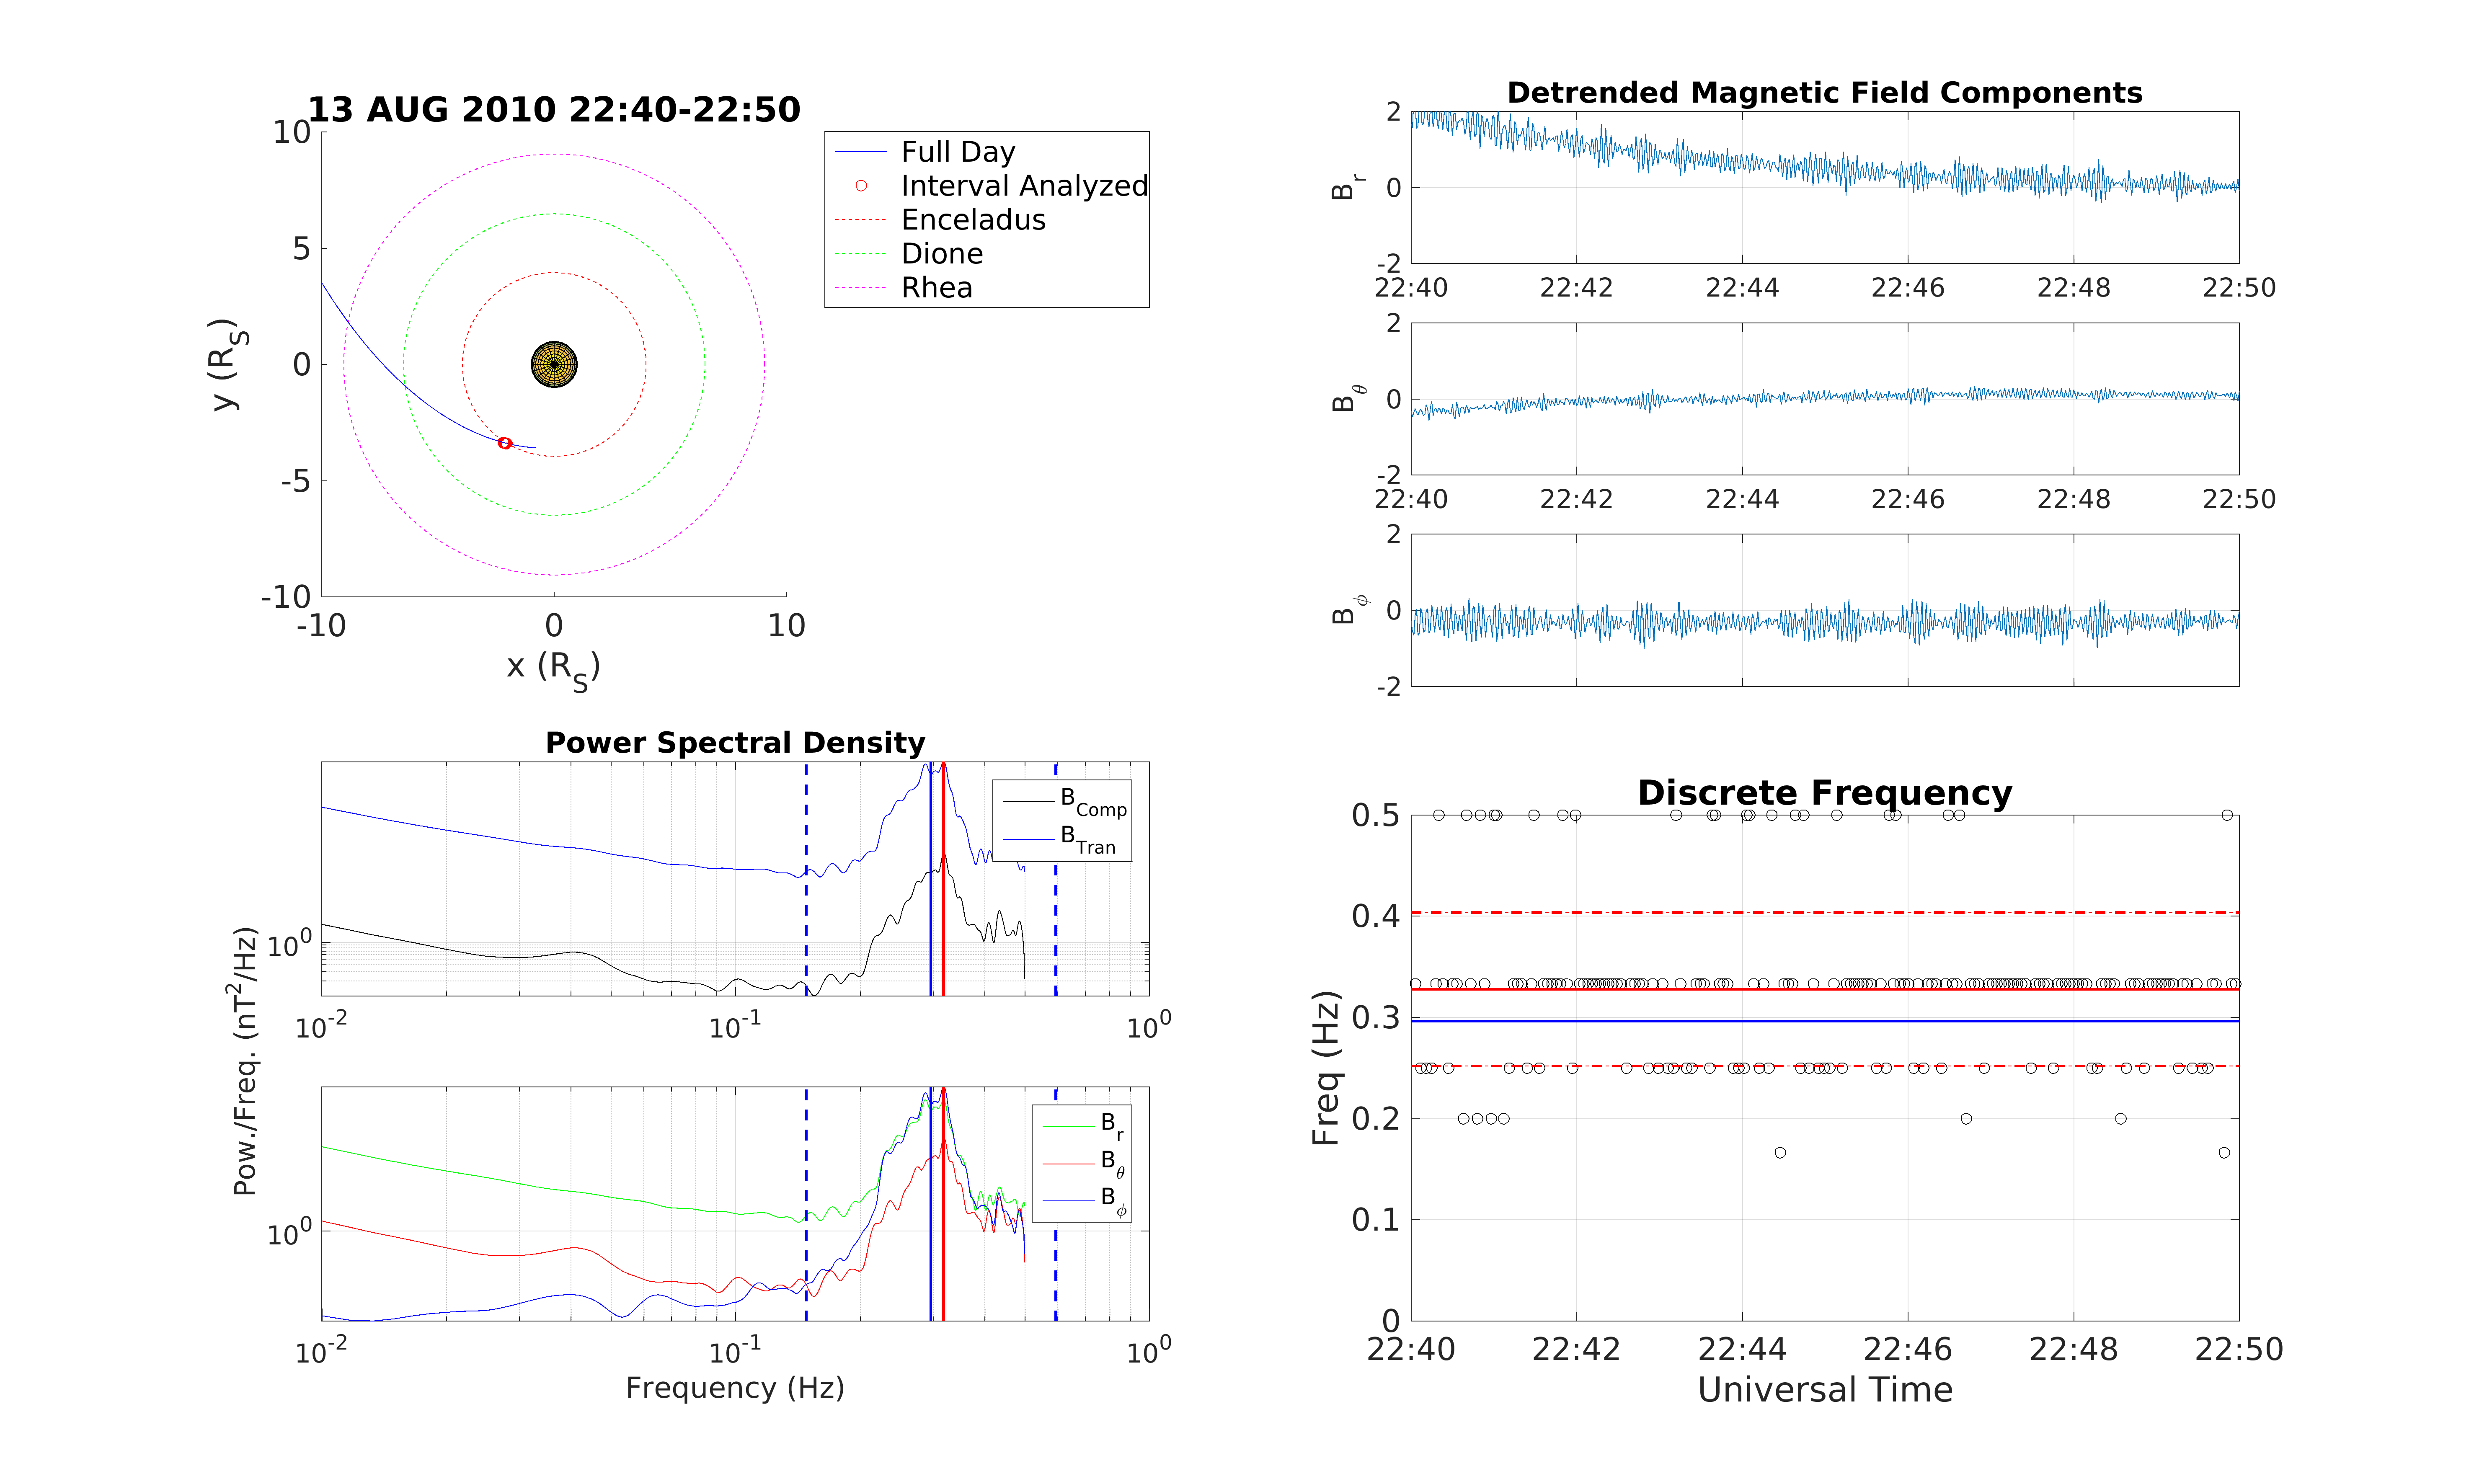 13 AUG 2010 22:40-22:50
10
5
0
-5
-10
-10 0 10
y (R_S)
x (R_S)
Full Day
Interval Analyzed
Enceladus
Dione
Rhea
Detrended Magnetic Field Components
2
0
-2
B_r
22:40 22:42 22:44 22:46 22:48 22:50
2
0
-2
B_θ
22:40 22:42 22:44 22:46 22:48 22:50
2
0
-2
B_ϕ
Power Spectral Density
B_Comp
B_Tran
10^0
10^-2 10^-1 10^0
Pow./Freq. (nT^2/Hz)
B_r
B_θ
B_ϕ
10^0
10^-2 10^-1 10^0
Frequency (Hz)
Discrete Frequency
0.5
0.4
0.3
0.2
0.1
0
Freq (Hz)
22:40 22:42 22:44 22:46 22:48 22:50
Universal Time